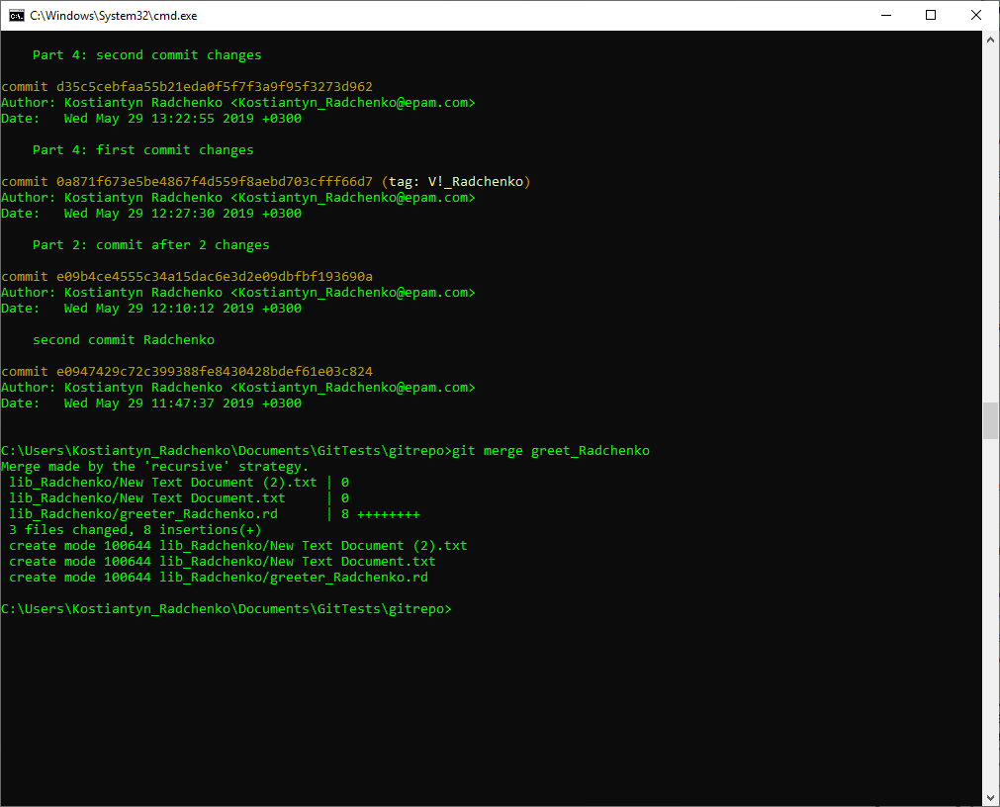 C:\Windows\System32\cmd.exe
Part 4: second commit changes
commit d35c5cebfaa55b21eda0f5f7f3a9f95f3273d962
Author: Kostiantyn Radchenko <Kostiantyn_Radchenko@epam.com>
Date:   Wed May 29 13:22:55 2019 +0300
Part 4: first commit changes
commit 0a871f673e5be4867f4d559f8aebd703cfff66d7 (tag: V!_Radchenko)
Author: Kostiantyn Radchenko <Kostiantyn_Radchenko@epam.com>
Date:   Wed May 29 12:27:30 2019 +0300
Part 2: commit after 2 changes
commit e09b4ce4555c34a15dac6e3d2e09dbfbf193690a
Author: Kostiantyn Radchenko <Kostiantyn_Radchenko@epam.com>
Date:   Wed May 29 12:10:12 2019 +0300
second commit Radchenko
commit e0947429c72c399388fe8430428bdef61e03c824
Author: Kostiantyn Radchenko <Kostiantyn_Radchenko@epam.com>
Date:   Wed May 29 11:47:37 2019 +0300
C:\Users\Kostiantyn_Radchenko\Documents\GitTests\gitrepo>git merge greet_Radchenko
Merge made by the 'recursive' strategy.
lib_Radchenko/New Text Document (2).txt | 0
lib_Radchenko/New Text Document.txt     | 0
lib_Radchenko/greeter_Radchenko.rd      | 8 ++++++++
3 files changed, 8 insertions(+)
create mode 100644 lib_Radchenko/New Text Document (2).txt
create mode 100644 lib_Radchenko/New Text Document.txt
create mode 100644 lib_Radchenko/greeter_Radchenko.rd
C:\Users\Kostiantyn_Radchenko\Documents\GitTests\gitrepo>